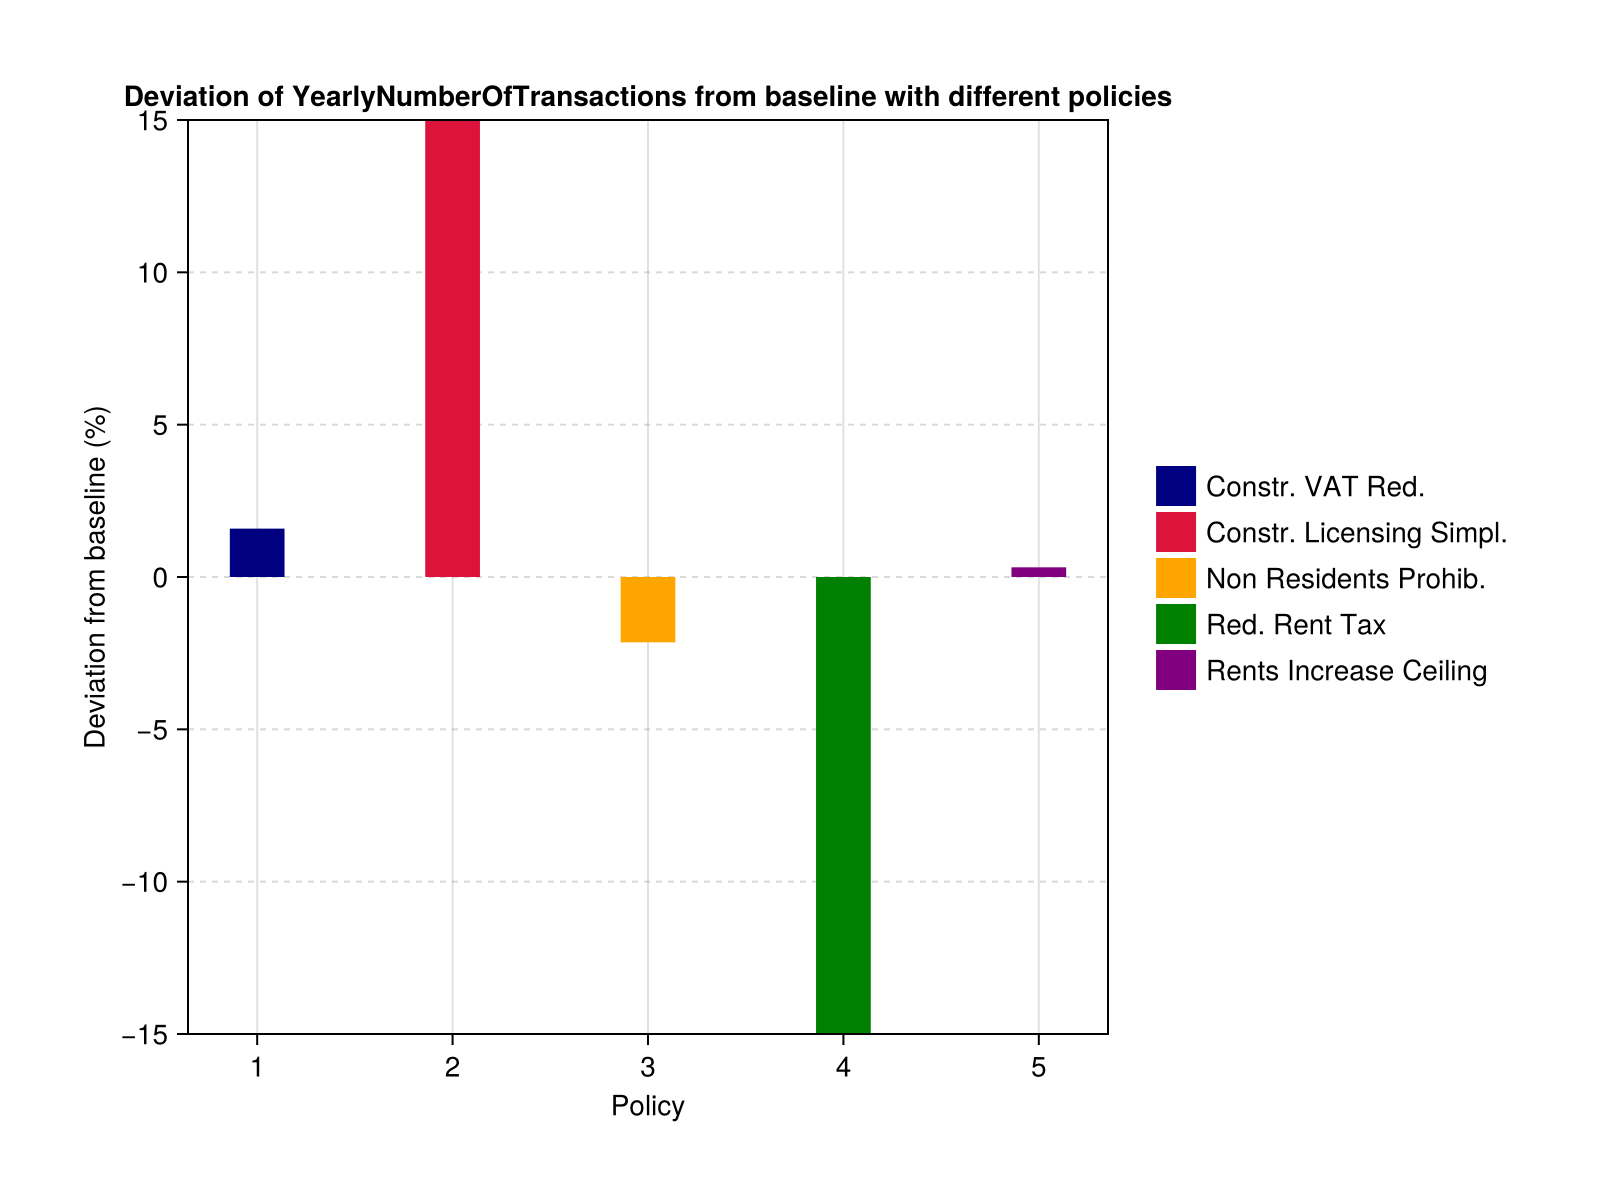 Deviation of YearlyNumberOfTransactions from baseline with different policies
15
10
5
0
−5
−10
−15
Deviation from baseline (%)
1 2 3 4 5
Policy
Constr. VAT Red.
Constr. Licensing Simpl.
Non Residents Prohib.
Red. Rent Tax
Rents Increase Ceiling